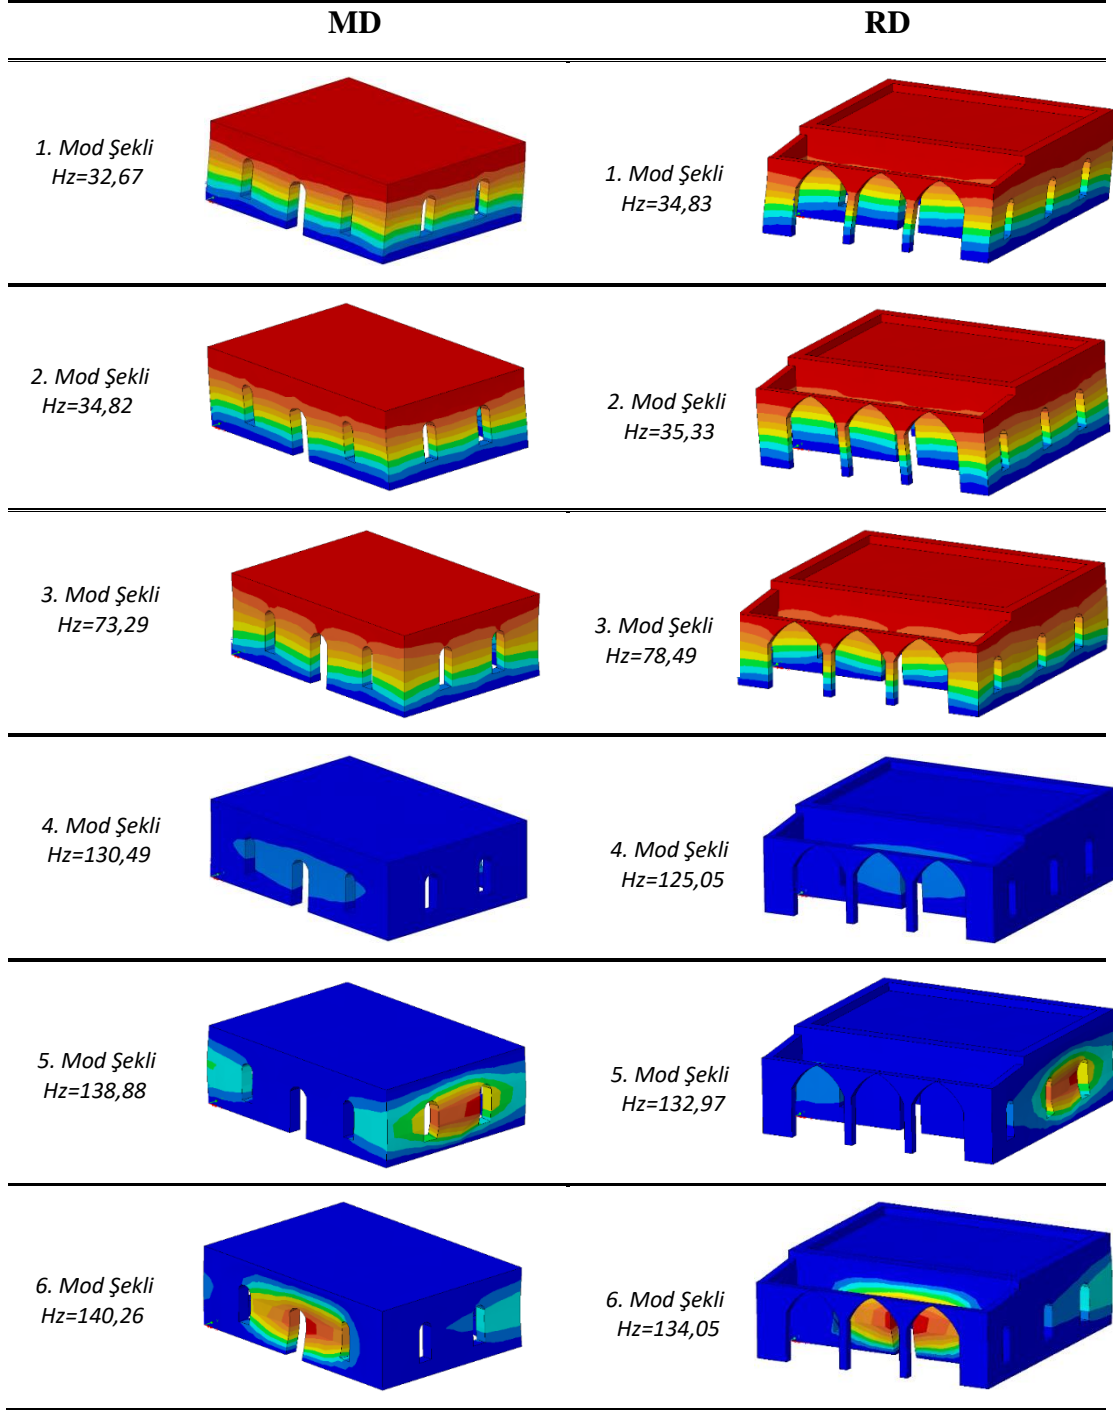 MD
RD
1. Mod Şekli
Hz=32,67
1. Mod Şekli
Hz=34,83
2. Mod Şekli
Hz=34,82
2. Mod Şekli
Hz=35,33
3. Mod Şekli
Hz=73,29
3. Mod Şekli
Hz=78,49
4. Mod Şekli
Hz=130,49
4. Mod Şekli
Hz=125,05
5. Mod Şekli
Hz=138,88
5. Mod Şekli
Hz=132,97
6. Mod Şekli
Hz=140,26
6. Mod Şekli
Hz=134,05